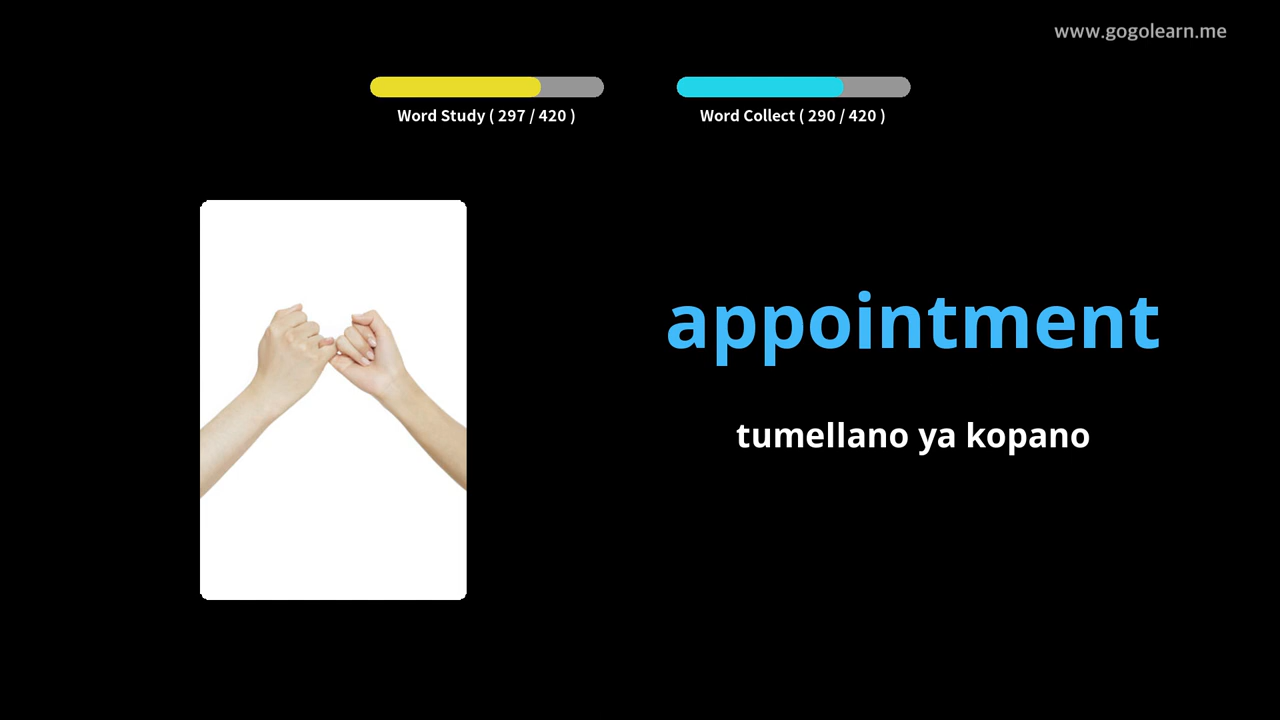 www.gogolearn.me
Word Study ( 297 / 420 )
Word Collect ( 290 / 420 )
appointment
tumellano ya kopano